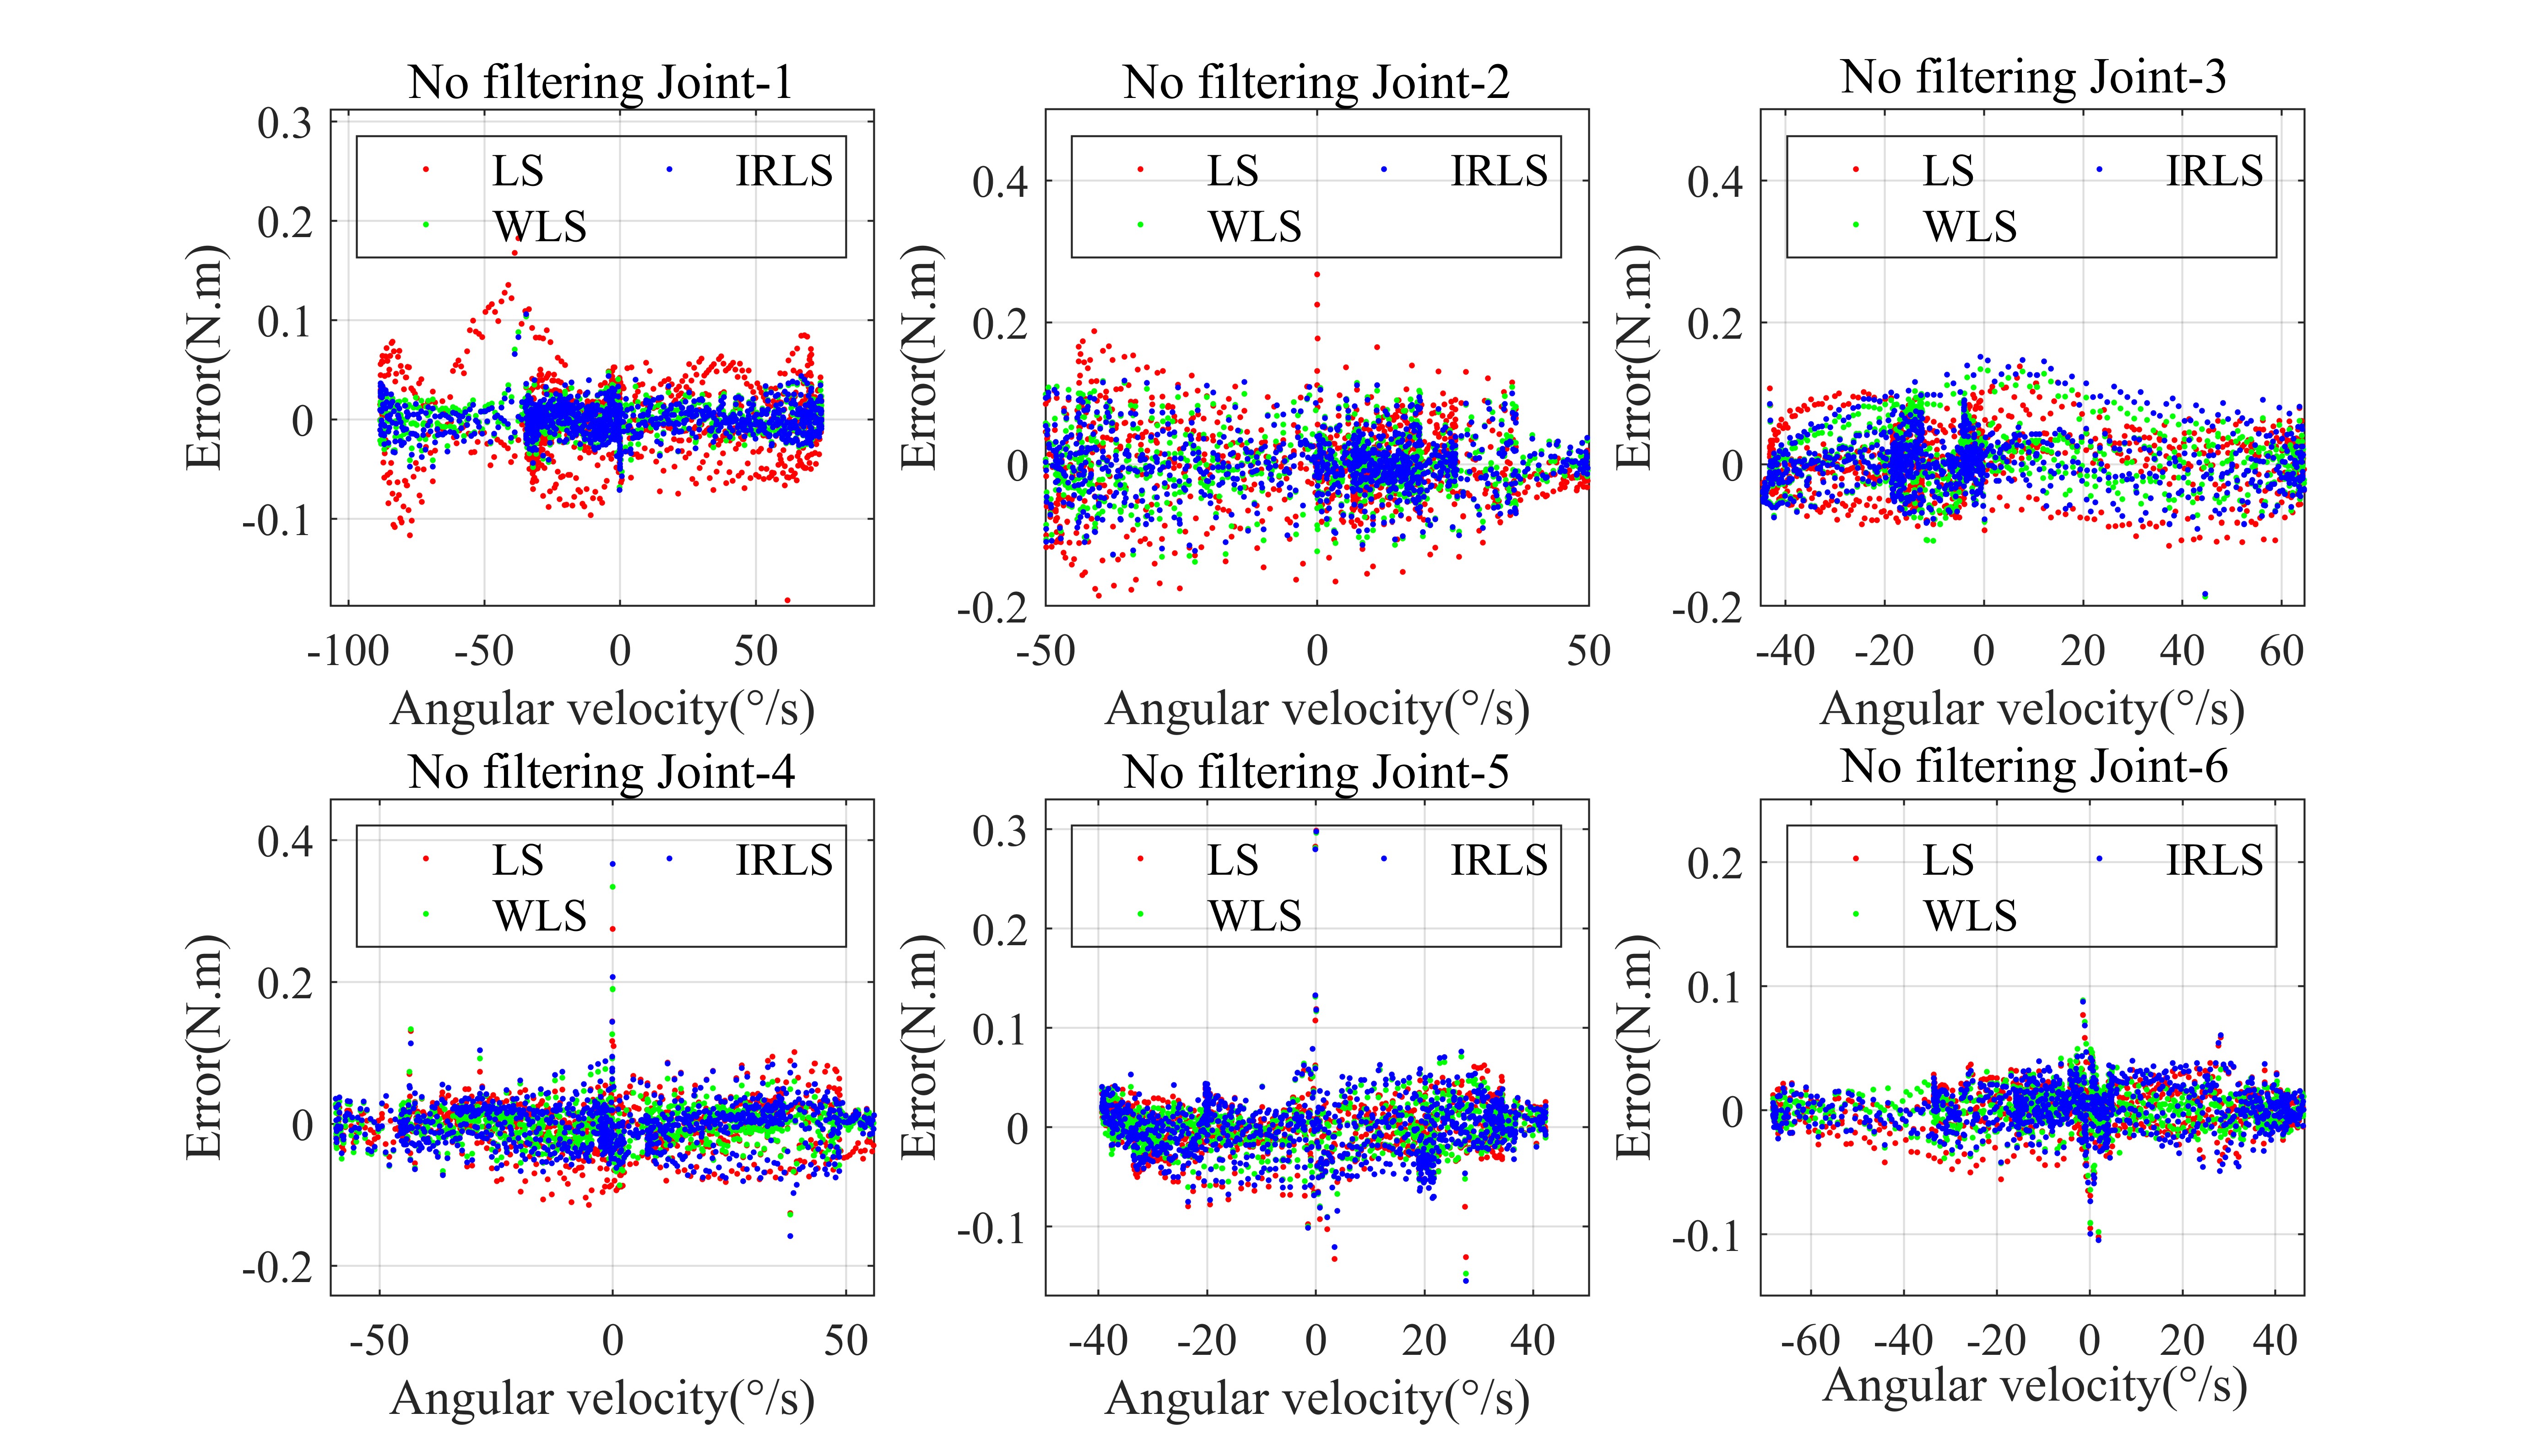 No filtering Joint-1
0.3
0.2
0.1
0
-0.1
LS
IRLS
WLS
Error(N.m)
-100 -50 0 50
Angular velocity(°/s)
No filtering Joint-2
0.4
0.2
0
-0.2
LS
IRLS
WLS
Error(N.m)
-50 0 50
Angular velocity(°/s)
No filtering Joint-3
0.4
0.2
0
-0.2
LS
IRLS
WLS
Error(N.m)
-40 -20 0 20 40 60
Angular velocity(°/s)
No filtering Joint-4
0.4
0.2
0
-0.2
LS
IRLS
WLS
Error(N.m)
-50 0 50
Angular velocity(°/s)
No filtering Joint-5
0.3
0.2
0.1
0
-0.1
LS
IRLS
WLS
Error(N.m)
-40 -20 0 20 40
Angular velocity(°/s)
No filtering Joint-6
0.2
0.1
0
-0.1
LS
IRLS
WLS
Error(N.m)
-60 -40 -20 0 20 40
Angular velocity(°/s)